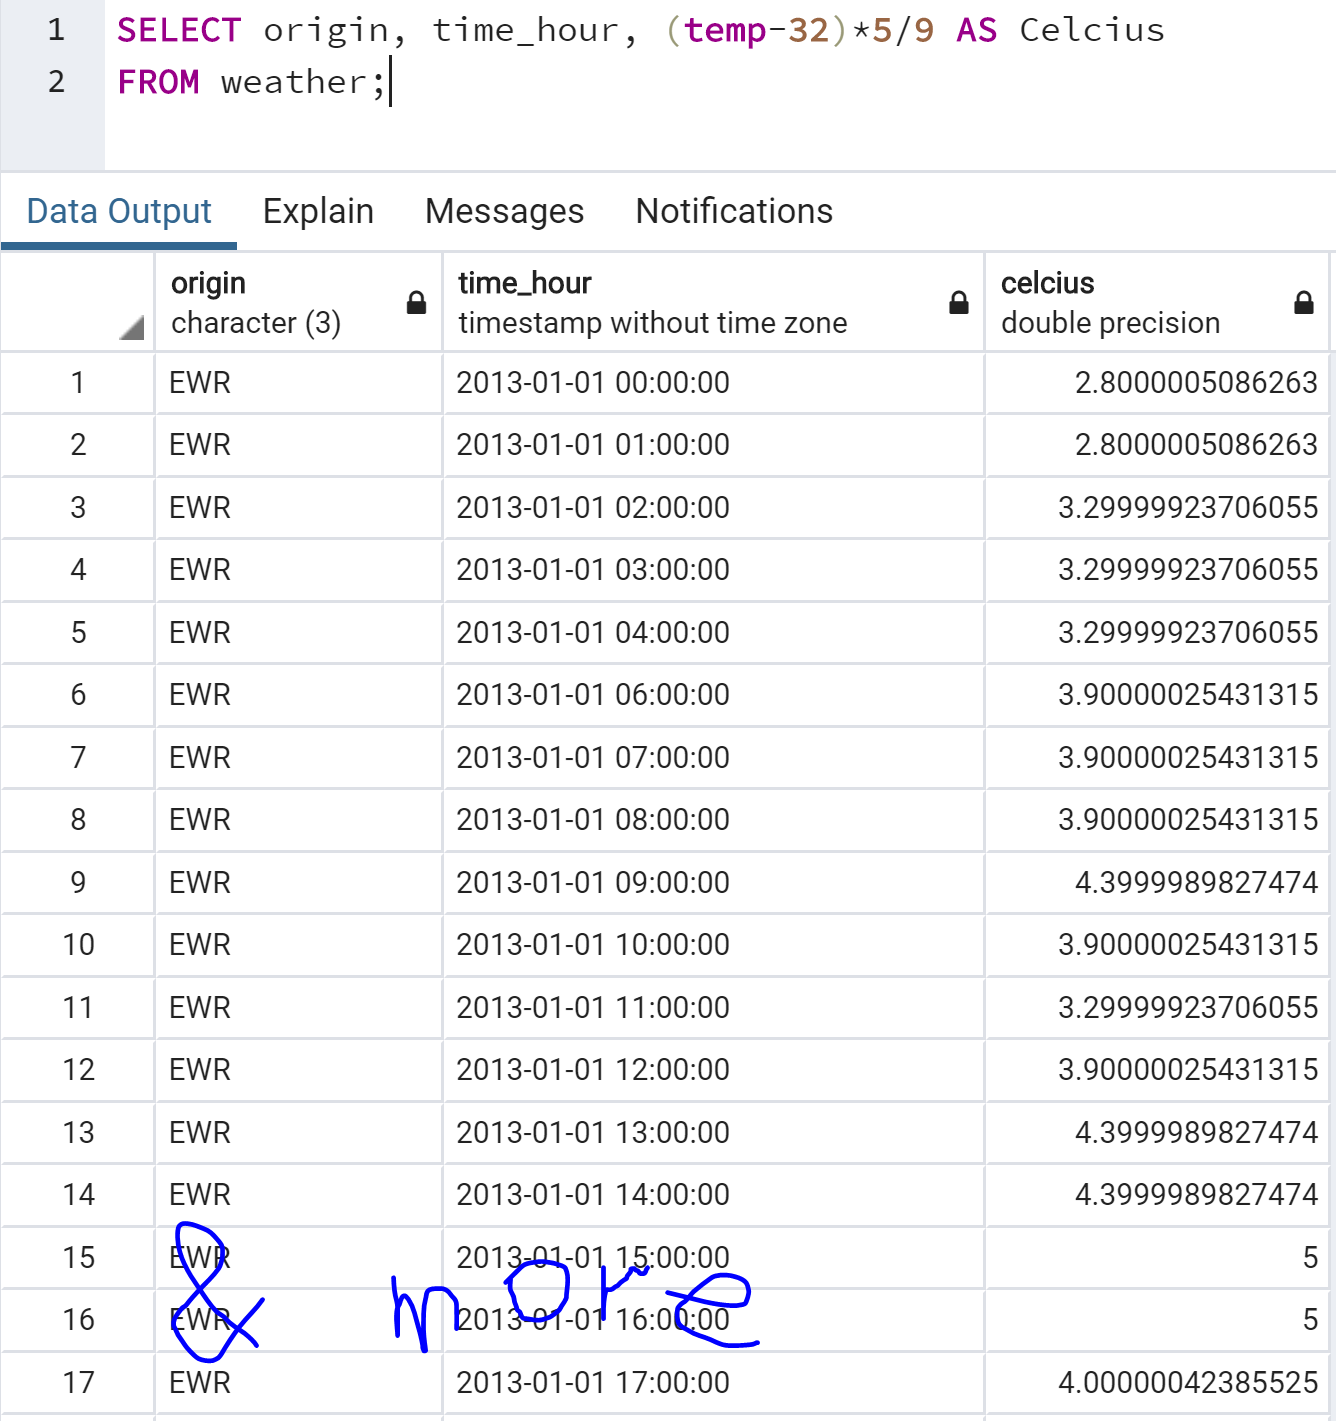 1 SELECT origin, time_hour, (temp-32)*5/9 AS Celcius
2 FROM weather;
Data Output Explain Messages Notifications
origin time_hour celcius
character (3) timestamp without time zone double precision
1 EWR 2013-01-01 00:00:00 2.8000005086263
2 EWR 2013-01-01 01:00:00 2.8000005086263
3 EWR 2013-01-01 02:00:00 3.29999923706055
4 EWR 2013-01-01 03:00:00 3.29999923706055
5 EWR 2013-01-01 04:00:00 3.29999923706055
6 EWR 2013-01-01 06:00:00 3.90000025431315
7 EWR 2013-01-01 07:00:00 3.90000025431315
8 EWR 2013-01-01 08:00:00 3.90000025431315
9 EWR 2013-01-01 09:00:00 4.3999989827474
10 EWR 2013-01-01 10:00:00 3.90000025431315
11 EWR 2013-01-01 11:00:00 3.29999923706055
12 EWR 2013-01-01 12:00:00 3.90000025431315
13 EWR 2013-01-01 13:00:00 4.3999989827474
14 EWR 2013-01-01 14:00:00 4.3999989827474
15 EWR 2013-01-01 15:00:00 5
& more
16 EWR 2013-01-01 16:00:00 5
17 EWR 2013-01-01 17:00:00 4.00000042385525